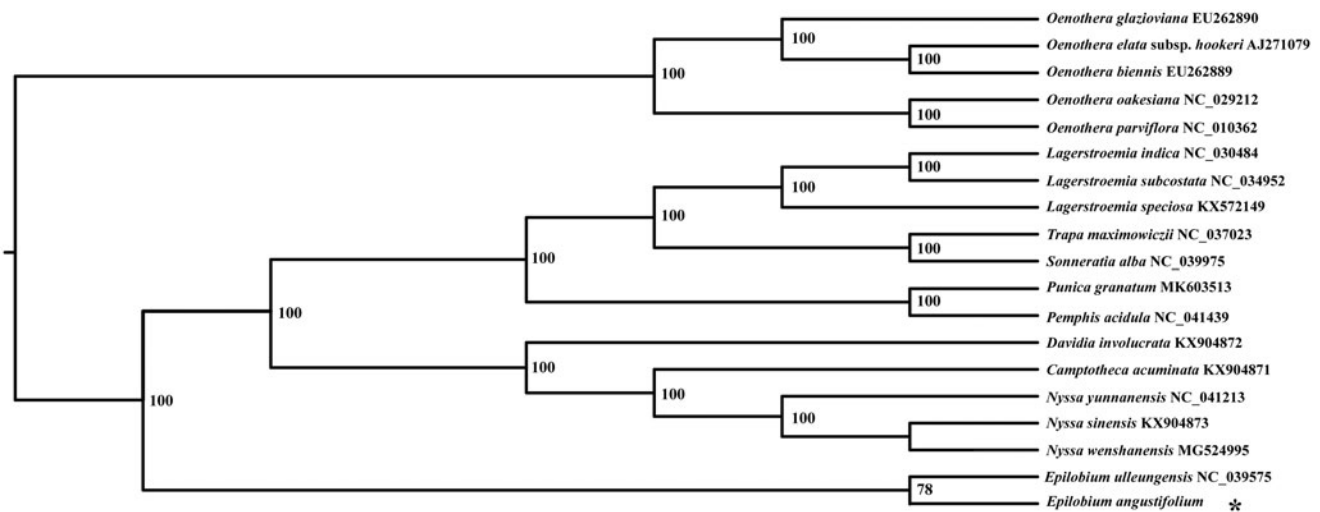 Oenothera glazioviana EU262890
100
Oenothera elata subsp. hookeri AJ271079
100
Oenothera biennis EU262889
100
Oenothera oakesiana NC_029212
100
Oenothera parviflora NC_010362
Lagerstroemia indica NC_030484
100
Lagerstroemia subcostata NC_034952
100
Lagerstroemia speciosa KX572149
100
Trapa maximowiczii NC_037023
100
Sonneratia alba NC_039975
100
Punica granatum MK603513
100
Pemphis acidula NC_041439
100
Davidia involucrata KX904872
100
Camptotheca acuminata KX904871
100
Nyssa yunnanensis NC_041213
100
Nyssa sinensis KX904873
100
Nyssa wenshanensis MG524995
Epilobium ulleungensis NC_039575
78
Epilobium angustifolium *